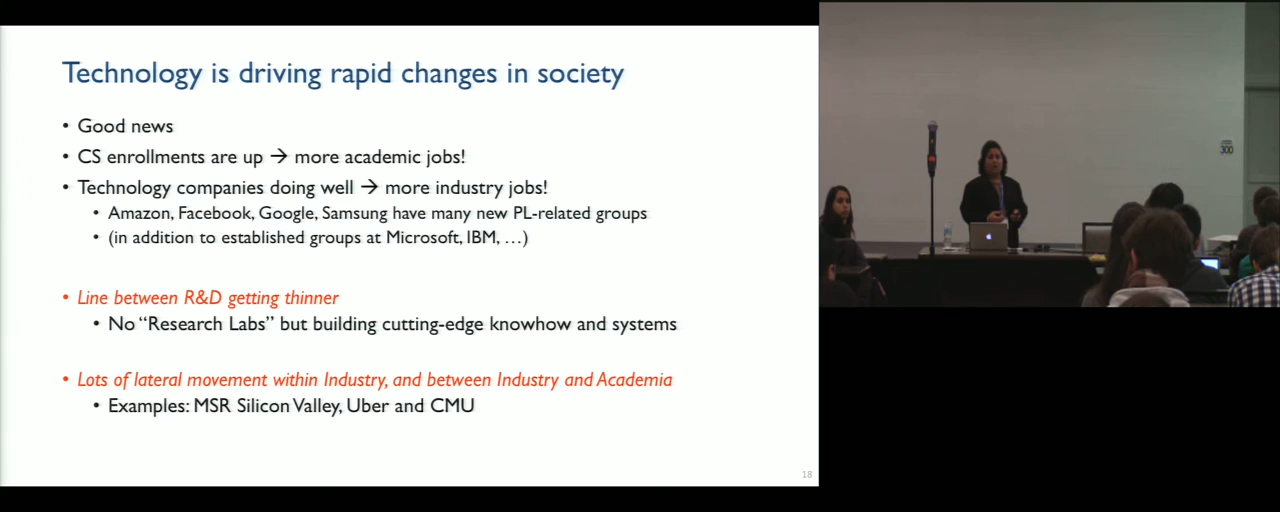 Technology is driving rapid changes in society
• Good news
• CS enrollments are up → more academic jobs!
• Technology companies doing well → more industry jobs!
• Amazon, Facebook, Google, Samsung have many new PL-related groups
• (in addition to established groups at Microsoft, IBM, …)
• Line between R&D getting thinner
• No “Research Labs” but building cutting-edge knowhow and systems
• Lots of lateral movement within Industry, and between Industry and Academia
• Examples: MSR Silicon Valley, Uber and CMU
18
300